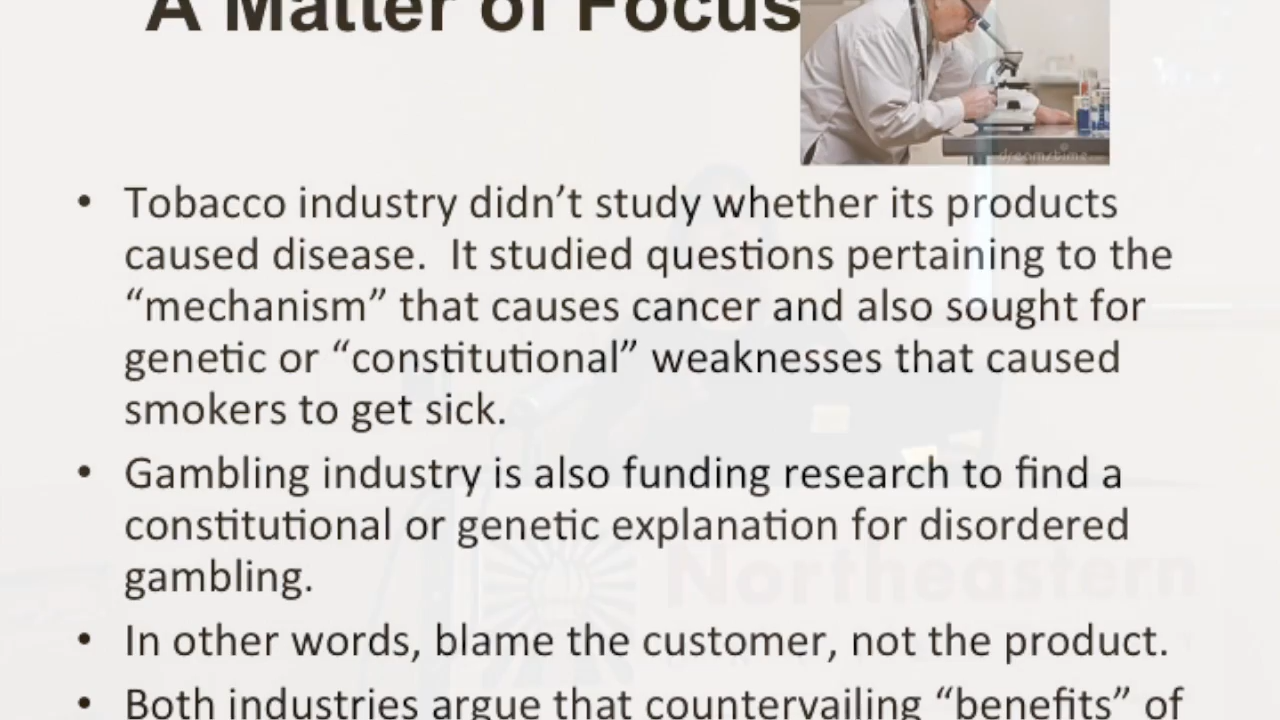 A Matter of Focus
dreamstime
• Tobacco industry didn’t study whether its products
caused disease.  It studied questions pertaining to the
“mechanism” that causes cancer and also sought for
genetic or “constitutional” weaknesses that caused
smokers to get sick.
• Gambling industry is also funding research to find a
constitutional or genetic explanation for disordered
gambling.
Northeastern
• In other words, blame the customer, not the product.
• Both industries argue that countervailing “benefits” of